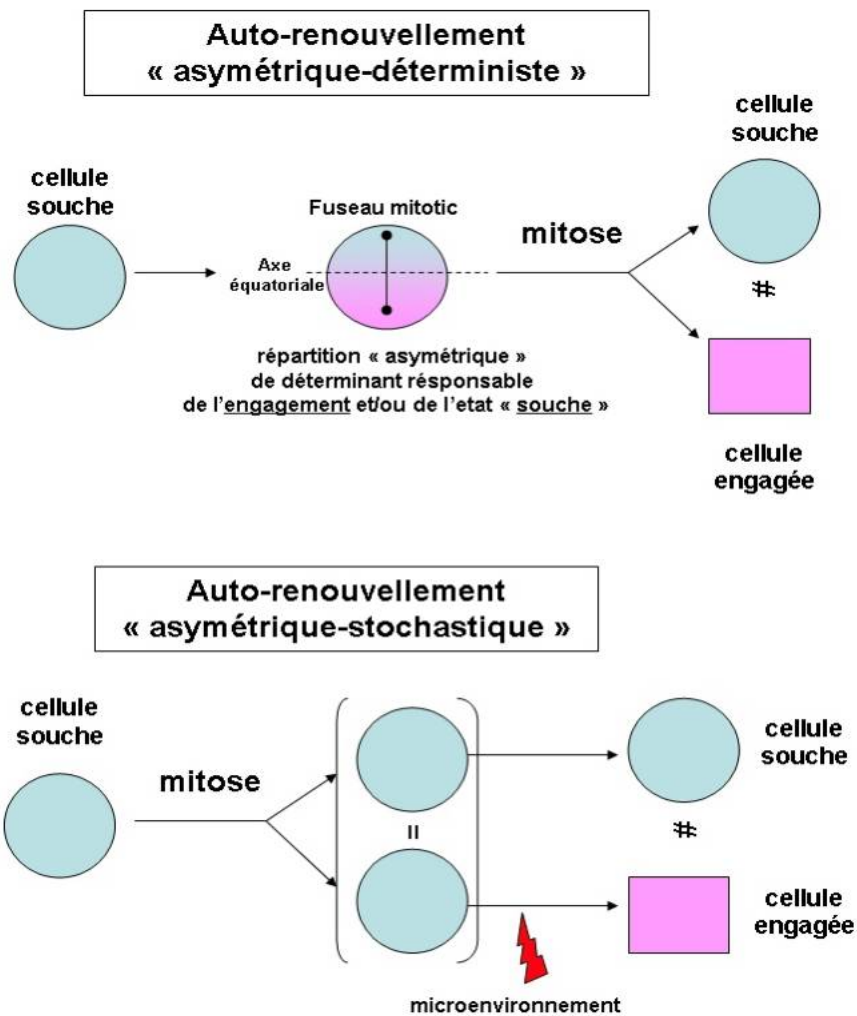 Auto-renouvellement
« asymétrique-déterministe »
cellule
souche
Fuseau mitotic
Axe
équatoriale
mitose
cellule
souche
#
répartition « asymétrique »
de déterminant résponsable
de l'engagement et/ou de l'etat « souche »
cellule
engagée
Auto-renouvellement
« asymétrique-stochastique »
cellule
souche
mitose
=
cellule
souche
#
cellule
engagée
microenvironnement